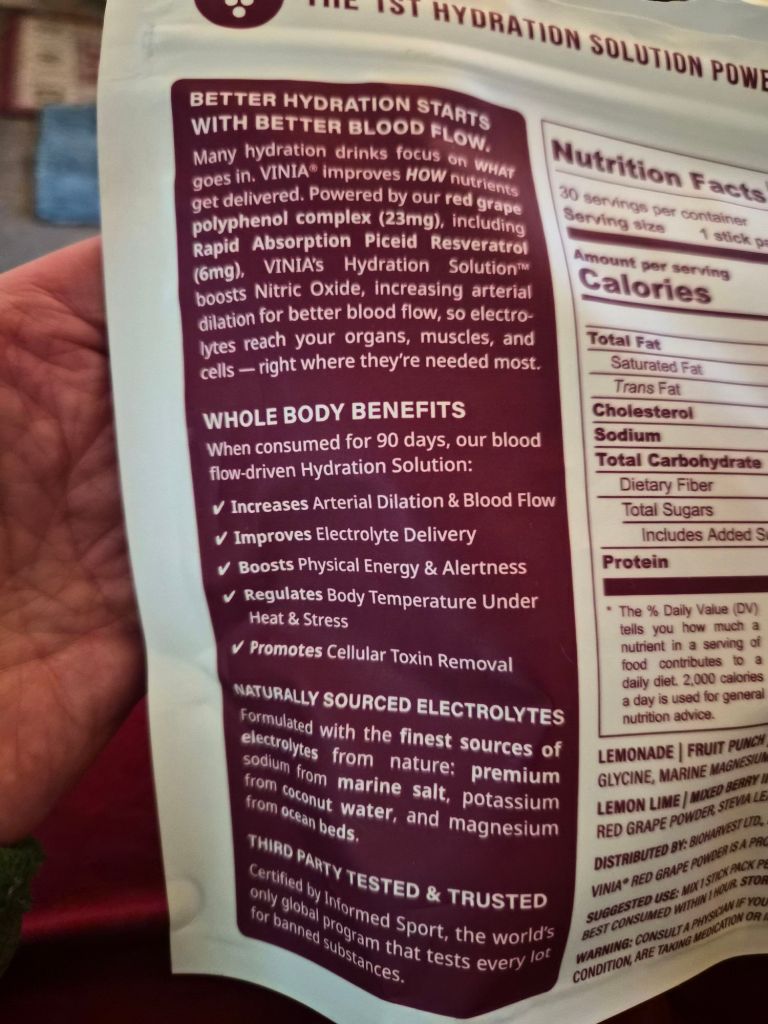 THE 1ST HYDRATION SOLUTION
BETTER HYDRATION STARTS
WITH BETTER BLOOD FLOW.
Many hydration drinks focus on WHAT
goes in. VINIA® improves HOW nutrients
get delivered. Powered by our red grape
polyphenol complex (23mg), including
Rapid Absorption Piceid Resveratrol
(6mg), VINIA's Hydration Solution™
boosts Nitric Oxide, increasing arterial
dilation for better blood flow, so electro-
lytes reach your organs, muscles, and
cells — right where they're needed most.
WHOLE BODY BENEFITS
When consumed for 90 days, our blood
flow-driven Hydration Solution:
✔ Increases Arterial Dilation & Blood Flow
✔ Improves Electrolyte Delivery
✔ Boosts Physical Energy & Alertness
✔ Regulates Body Temperature Under
Heat & Stress
✔ Promotes Cellular Toxin Removal
NATURALLY SOURCED ELECTROLYTES
Formulated with the finest sources of
electrolytes from nature: premium
sodium from marine salt, potassium
from coconut water, and magnesium
from ocean beds.
THIRD PARTY TESTED & TRUSTED
Certified by Informed Sport, the world's
only global program that tests every lot
for banned substances.
Nutrition Facts
30 servings per container
Serving size 1 stick
Amount per serving
Calories
Total Fat
Saturated Fat
Trans Fat
Cholesterol
Sodium
Total Carbohydrate
Dietary Fiber
Total Sugars
Includes Added
Protein
* The % Daily Value (DV)
tells you how much a
nutrient in a serving of
food contributes to a
daily diet. 2,000 calories
a day is used for general
nutrition advice.
LEMONADE | FRUIT PUNCH
GLYCINE, MARINE MAGNESIUM
LEMON LIME | MIXED BERRY
RED GRAPE POWDER, STEVIA
DISTRIBUTED BY: BIOHARVEST LTD.,
VINIA® RED GRAPE POWDER IS A
SUGGESTED USE: MIX 1 STICK PACK
BEST CONSUMED WITHIN 1 HOUR.
WARNING: CONSULT A PHYSICIAN IF YOU
CONDITION, ARE TAKING MEDICATION OR